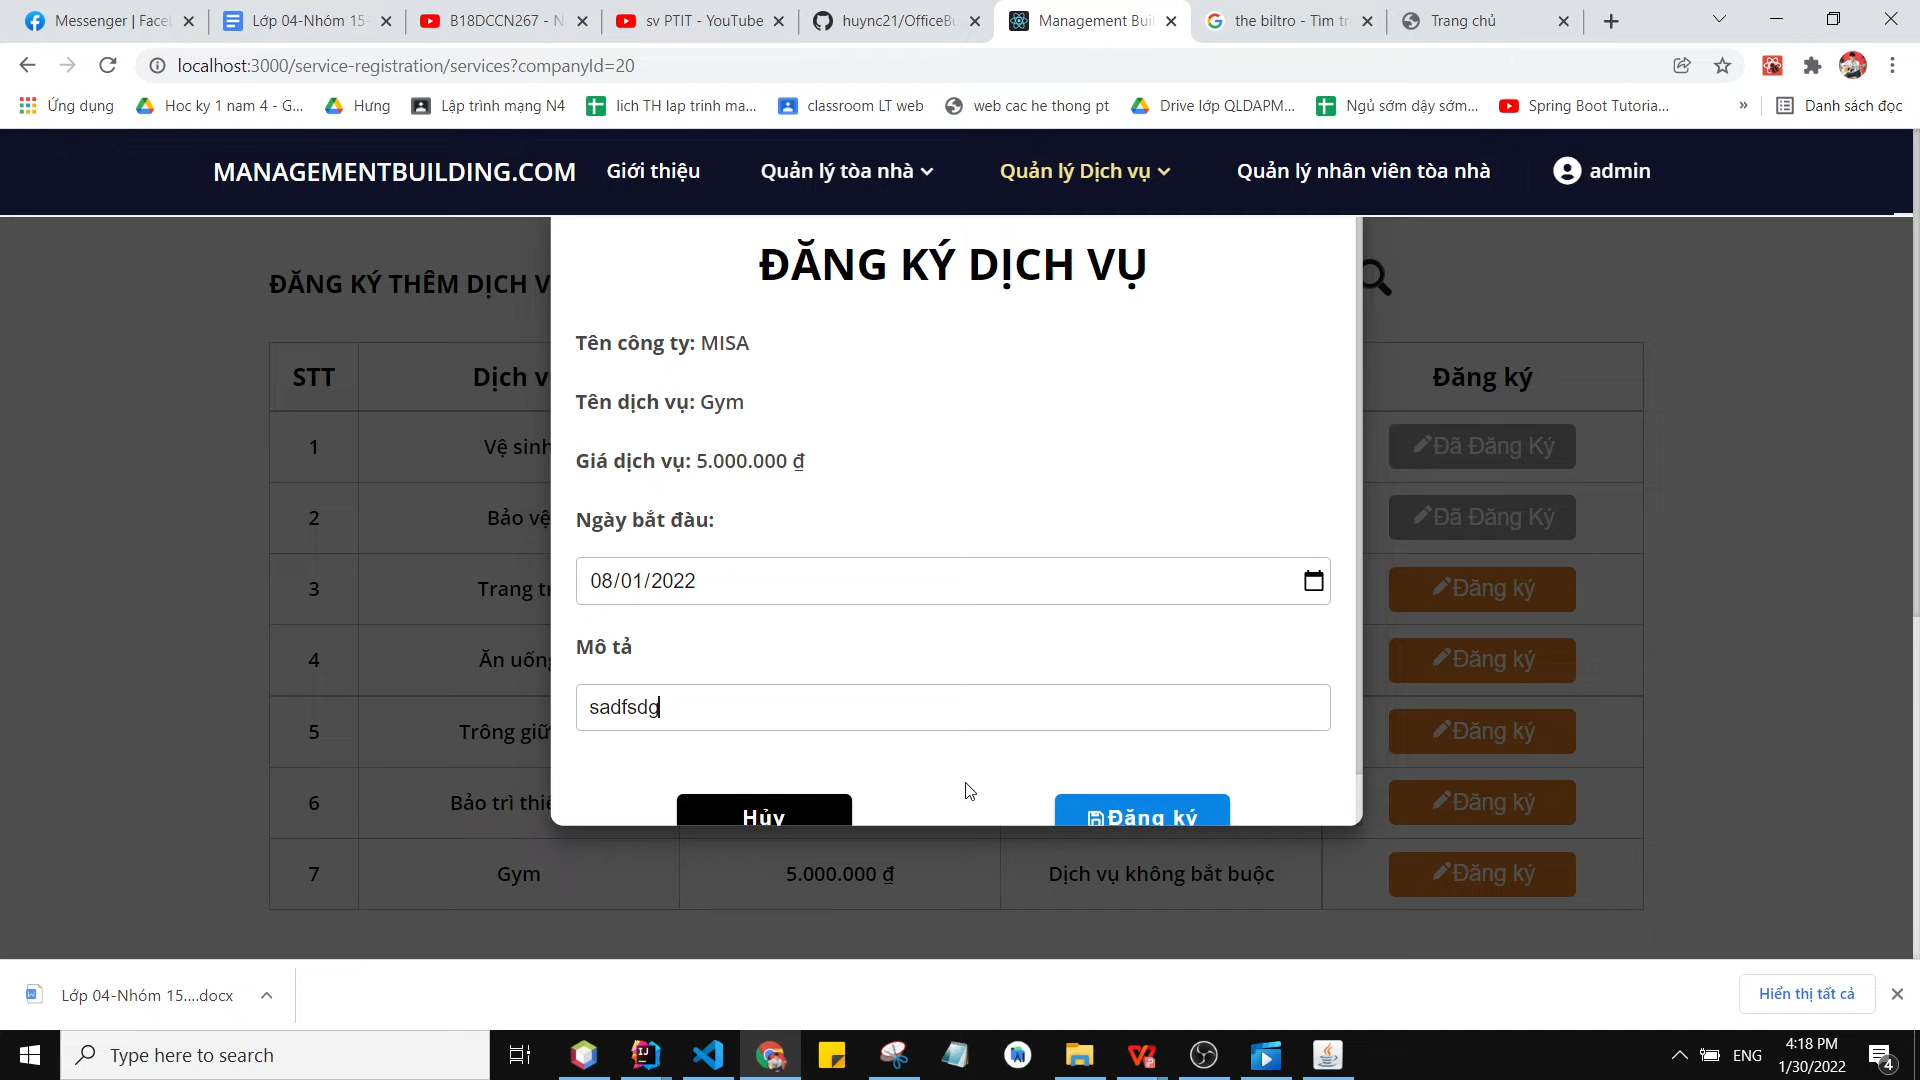 Messenger | Face
Lớp 04-Nhóm 15-
B18DCCN267 - N
sv PTIT - YouTube
huync21/OfficeBu
Management Buil
the biltro - Tìm tr
Trang chủ
localhost:3000/service-registration/services?companyId=20
Ứng dụng
Hoc ky 1 nam 4 - G...
Hưng
Lập trình mạng N4
lich TH lap trinh ma...
classroom LT web
web cac he thong pt
Drive lớp QLDAPM...
Ngủ sớm dậy sớm...
Spring Boot Tutoria...
»
Danh sách đọc
MANAGEMENTBUILDING.COM
Giới thiệu
Quản lý tòa nhà
Quản lý Dịch vụ
Quản lý nhân viên tòa nhà
admin
ĐĂNG KÝ THÊM DỊCH V
ĐĂNG KÝ DỊCH VỤ
Tên công ty: MISA
Tên dịch vụ: Gym
Giá dịch vụ: 5.000.000 ₫
Ngày bắt đàu:
08/01/2022
Mô tả
sadfsdg
Hủy
Đăng ký
STT
Dịch v
Đăng ký
1
Vệ sinh
Đã Đăng Ký
2
Bảo vệ
Đã Đăng Ký
3
Trang tr
Đăng ký
4
Ăn uống
Đăng ký
5
Trông giữ
Đăng ký
6
Bảo trì thiế
Đăng ký
7
Gym
5.000.000 ₫
Dịch vụ không bắt buộc
Đăng ký
Lớp 04-Nhóm 15....docx
Hiển thị tất cả
Type here to search
ENG
4:18 PM
1/30/2022
4